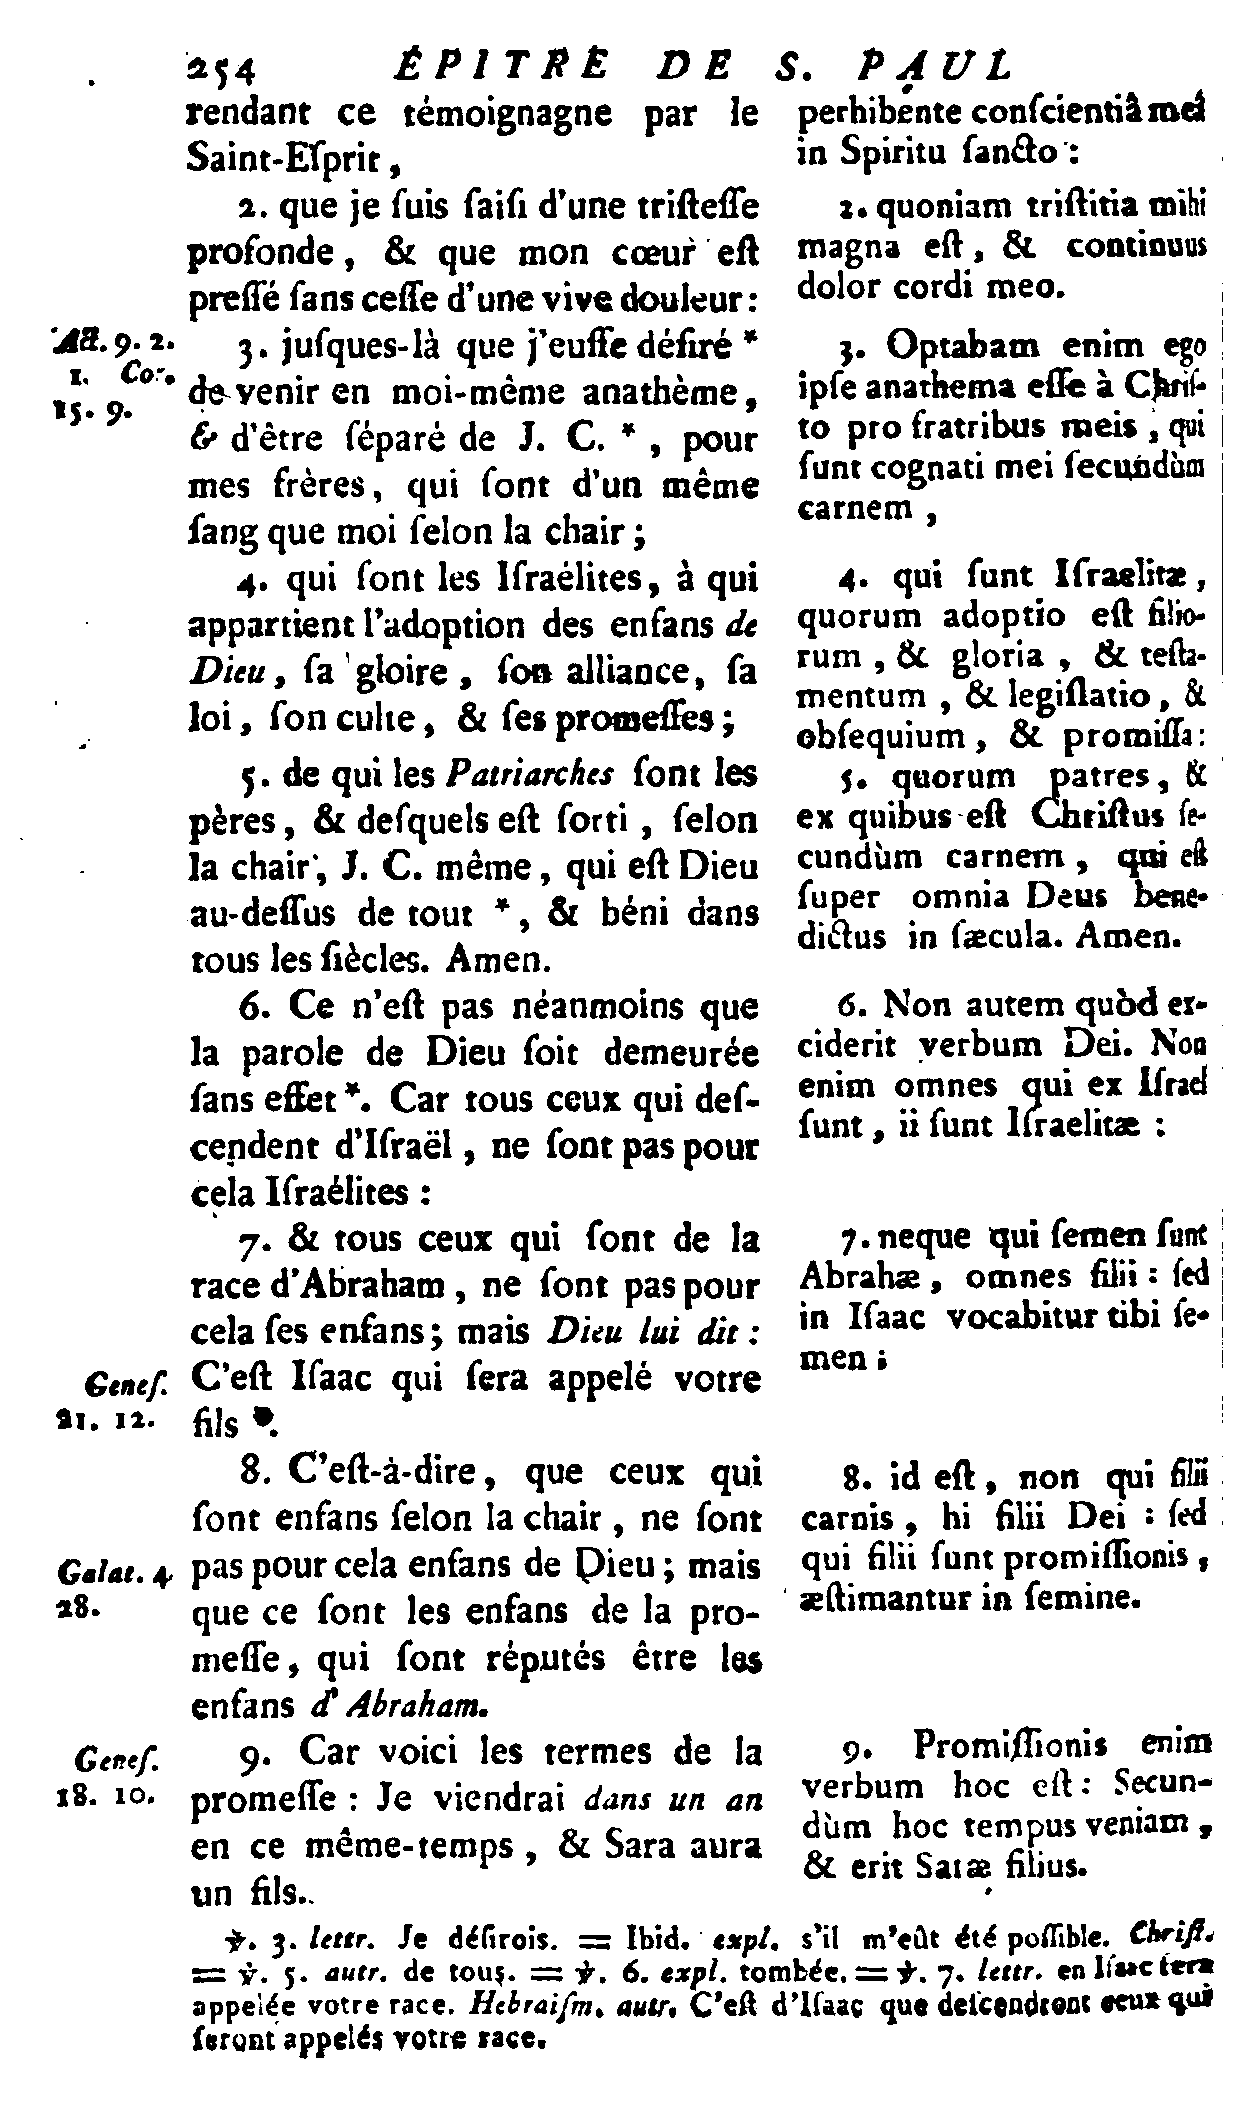 254 ÉPITRE DE S. PAUL
rendant ce témoignagne par le
Saint-Eſprit,
2. que je ſuis ſaiſi d'une triſteſſe
profonde, & que mon cœur eſt
preſſé ſans ceſſe d'une vive douleur:
3. juſques-là que j'euſſe déſiré *
de venir en moi-même anathème,
& d'être ſéparé de J. C. *, pour
mes frères, qui ſont d'un même
ſang que moi ſelon la chair;
4. qui ſont les Iſraélites, à qui
appartient l'adoption des enfans de
Dieu, ſa gloire, ſon alliance, ſa
loi, ſon culte, & ſes promeſſes;
5. de qui les Patriarches ſont les
pères, & deſquels eſt ſorti, ſelon
la chair, J. C. même, qui eſt Dieu
au-deſſus de tout *, & béni dans
tous les ſiècles. Amen.
6. Ce n'eſt pas néanmoins que
la parole de Dieu ſoit demeurée
ſans effet *. Car tous ceux qui deſ-
cendent d'Iſraël, ne ſont pas pour
cela Iſraélites :
7. & tous ceux qui ſont de la
race d'Abraham, ne ſont pas pour
cela ſes enfans; mais Dieu lui dit :
C'eſt Iſaac qui ſera appelé votre
fils *.
8. C'eſt-à-dire, que ceux qui
ſont enfans ſelon la chair, ne ſont
pas pour cela enfans de Dieu; mais
que ce ſont les enfans de la pro-
meſſe, qui ſont réputés être les
enfans d'Abraham.
9. Car voici les termes de la
promeſſe : Je viendrai dans un an
en ce même-temps, & Sara aura
un fils.
Act. 9. 2.
1. Cor.
15. 9.
Geneſ.
21. 12.
Galat. 4
28.
Geneſ.
18. 10.
perhibente conſcientiâ meâ
in Spiritu ſancto :
2. quoniam triſtitia mihi
magna eſt, & continuus
dolor cordi meo.
3. Optabam enim ego
ipſe anathema eſſe à Chriſ-
to pro fratribus meis, qui
ſunt cognati mei ſecundùm
carnem,
4. qui ſunt Iſraelitæ,
quorum adoptio eſt filio-
rum, & gloria, & teſta-
mentum, & legiſlatio, &
obſequium, & promiſſa:
5. quorum patres, &
ex quibus eſt Chriſtus ſe-
cundùm carnem, qui eſt
ſuper omnia Deus bene-
dictus in ſæcula. Amen.
6. Non autem quòd ex-
ciderit verbum Dei. Non
enim omnes qui ex Iſrael
ſunt, ii ſunt Iſraelitæ :
7. neque qui ſemen ſunt
Abrahæ, omnes filii : ſed
in Iſaac vocabitur tibi ſe-
men ;
8. id eſt, non qui filii
carnis, hi filii Dei : ſed
qui filii ſunt promiſſionis,
æſtimantur in ſemine.
9. Promiſſionis enim
verbum hoc eſt : Secun-
dùm hoc tempus veniam,
& erit Saræ filius.
℣. 3. lettr. Je déſirois. = Ibid. expl. s'il m'eût été poſſible. Chriſt.
= ℣. 5. autr. de tous. = ℣. 6. expl. tombée. = ℣. 7. lettr. en Iſaac ſera
appelée votre race. Hebraiſm. autr. C'eſt d'Iſaac que deſcendront ceux qui
ſeront appelés votre race.